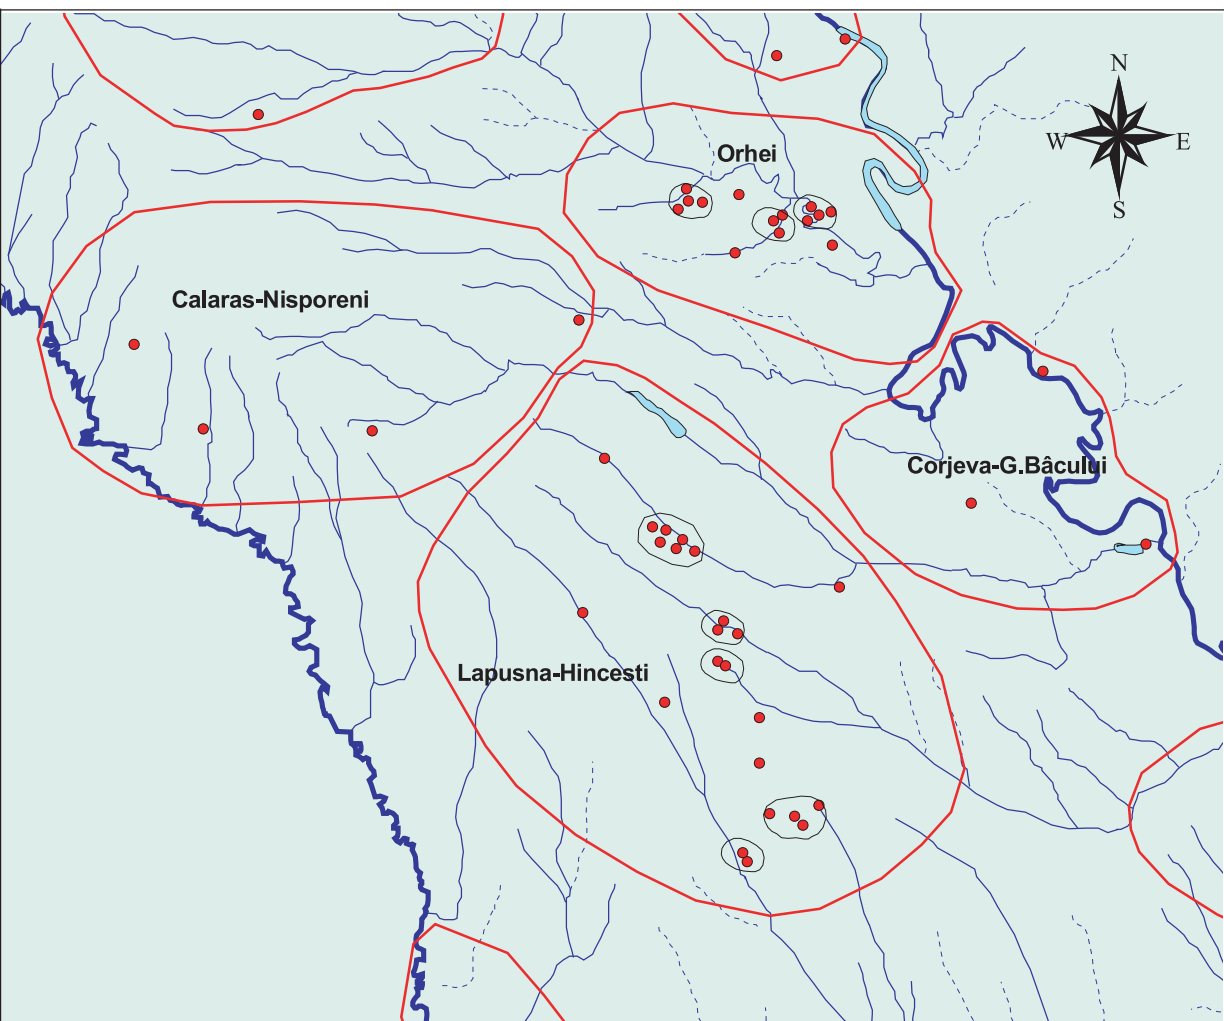 N
Orhei
W
E
S
Calaras-Nisporeni
Corjeva-G.Bâcului
Lapusna-Hincesti